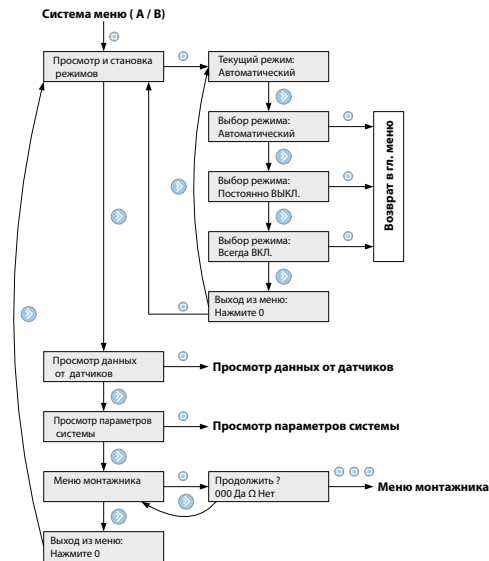 Система меню ( А / В)
Просмотр и становка
режимов
Текущий режим:
Автоматический
Выбор режима:
Автоматический
Выбор режима:
Постоянно ВЫКЛ.
Выбор режима:
Всегда ВКЛ.
Выход из меню:
Нажмите 0
Возврат в гл. меню
Просмотр данных
от датчиков
Просмотр данных от датчиков
Просмотр параметров
системы
Просмотр параметров системы
Меню монтажника
Продолжить ?
000 Да Ω Нет
Меню монтажника
Выход из меню:
Нажмите 0